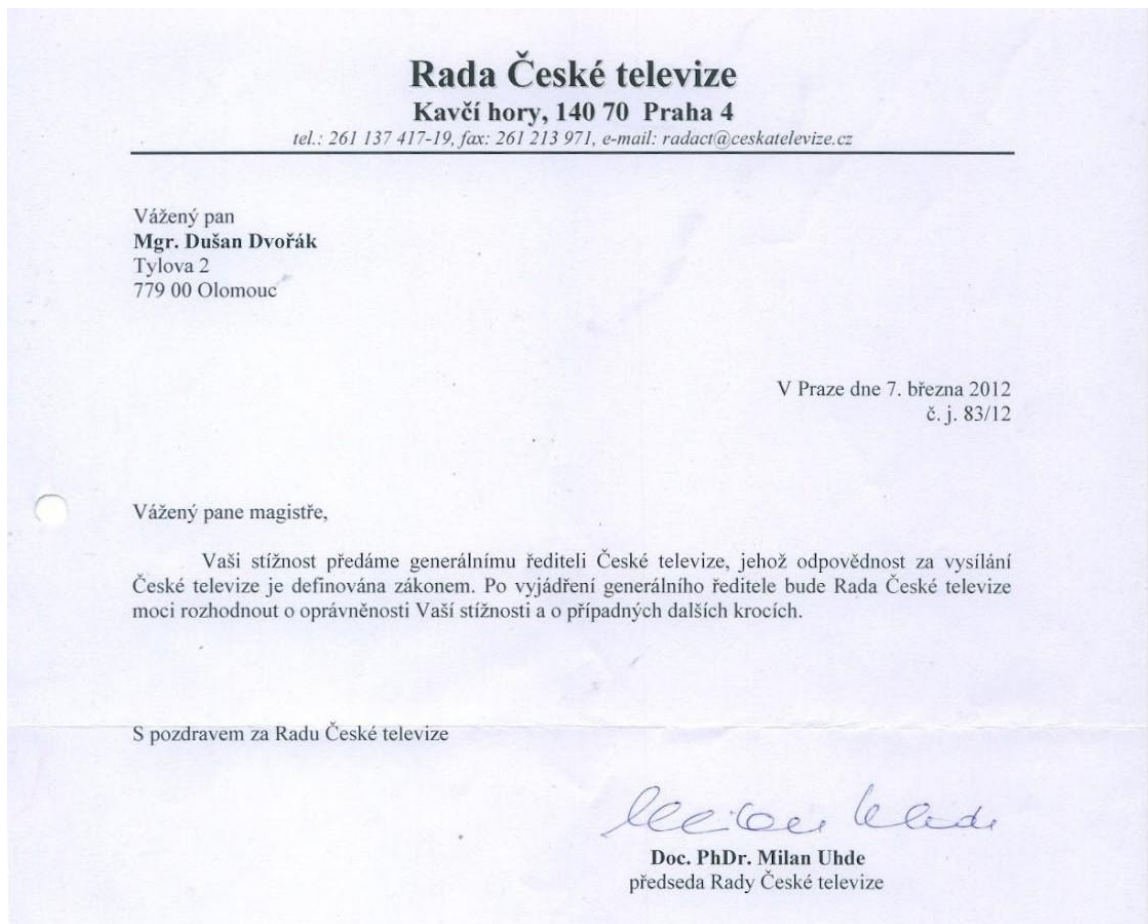 Rada České televize
Kavčí hory, 140 70 Praha 4
tel.: 261 137 417-19, fax: 261 213 971, e-mail: radact@ceskatelevize.cz
Vážený pan
Mgr. Dušan Dvořák
Tylova 2
779 00 Olomouc
V Praze dne 7. března 2012
č. j. 83/12
Vážený pane magistře,
Vaši stížnost předáme generálnímu řediteli České televize, jehož odpovědnost za vysílání
České televize je definována zákonem. Po vyjádření generálního ředitele bude Rada České televize
moci rozhodnout o oprávněnosti Vaší stížnosti a o případných dalších krocích.
S pozdravem za Radu České televize
Milan Uhde
Doc. PhDr. Milan Uhde
předseda Rady České televize